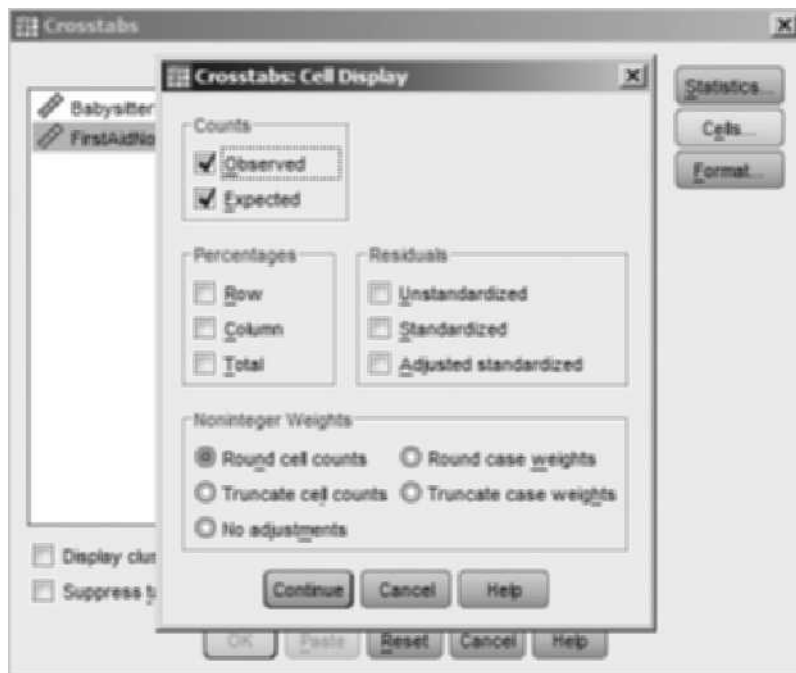 Crosstabs
Babysitter
FirstAidNo
Statistics...
Cells...
Format...
Crosstabs: Cell Display
Counts
Observed
Expected
Percentages
Row
Column
Total
Residuals
Unstandardized
Standardized
Adjusted standardized
Noninteger Weights
Round cell counts
Round case weights
Truncate cell counts
Truncate case weights
No adjustments
Continue
Cancel
Help
Display clus
Suppress t
OK
Paste
Reset
Cancel
Help